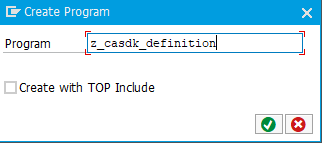 Create Program
Program z_casdk_definition
Create with TOP Include